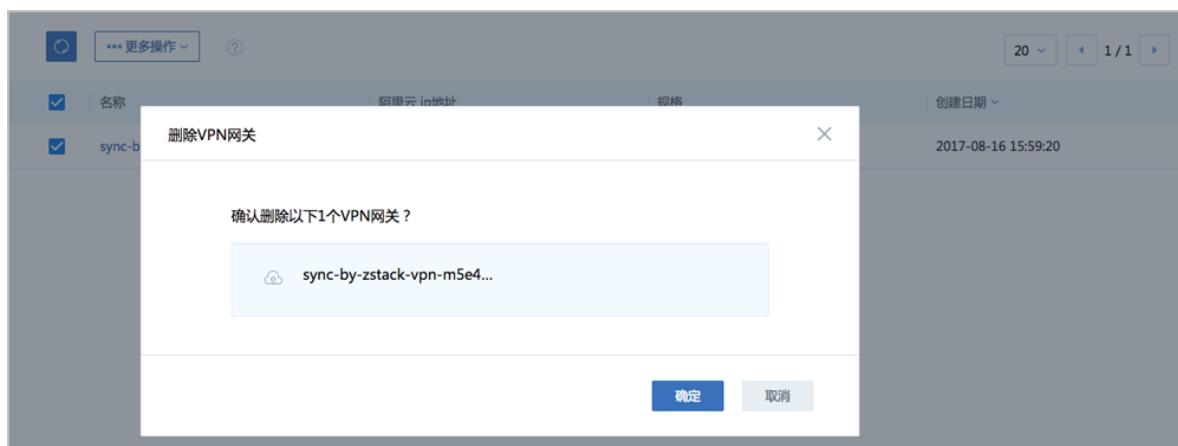 更多操作
20
1 / 1
名称 阿里云 ip地址 规格 创建日期
删除VPN网关
sync-b 2017-08-16 15:59:20
确认删除以下1个VPN网关？
sync-by-zstack-vpn-m5e4...
确定 取消